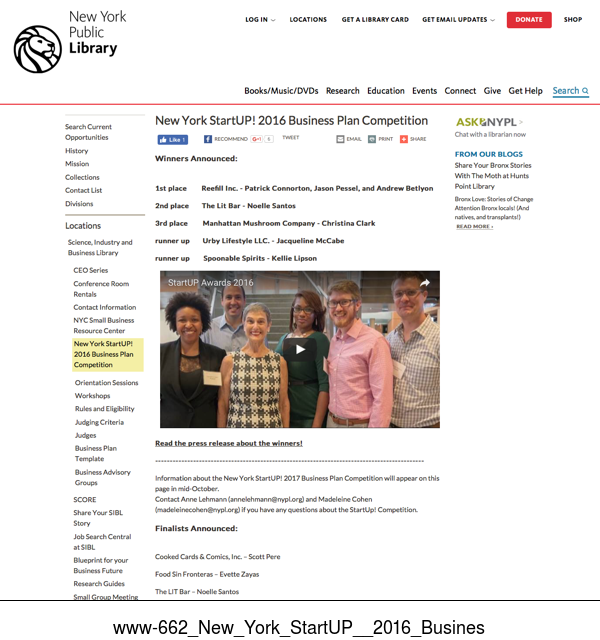 New York
Public
Library
LOG IN
LOCATIONS
GET A LIBRARY CARD
GET EMAIL UPDATES
DONATE
SHOP
Books/Music/DVDs
Research
Education
Events
Connect
Give
Get Help
Search
Search Current
Opportunities
History
Mission
Collections
Contact List
Divisions
Locations
Science, Industry and
Business Library
CEO Series
Conference Room
Rentals
Contact Information
NYC Small Business
Resource Center
New York StartUP!
2016 Business Plan
Competition
Orientation Sessions
Workshops
Rules and Eligibility
Judging Criteria
Judges
Business Plan
Template
Business Advisory
Groups
SCORE
Share Your SIBL
Story
Job Search Central
at SIBL
Blueprint for your
Business Future
Research Guides
Small Group Meeting
New York StartUP! 2016 Business Plan Competition
Like 1
RECOMMEND
G+1 6
TWEET
EMAIL
PRINT
SHARE
Winners Announced:
1st place Reefill Inc. - Patrick Connorton, Jason Pessel, and Andrew Betlyon
2nd place The Lit Bar - Noelle Santos
3rd place Manhattan Mushroom Company - Christina Clark
runner up Urby Lifestyle LLC. - Jacqueline McCabe
runner up Spoonable Spirits - Kellie Lipson
StartUP Awards 2016
Read the press release about the winners!
--------------------------------------------------------------------------------------------
Information about the New York StartUP! 2017 Business Plan Competition will appear on this
page in mid-October.
Contact Anne Lehmann (annelehmann@nypl.org) and Madeleine Cohen
(madeleinecohen@nypl.org) if you have any questions about the StartUp! Competition.
Finalists Announced:
Cooked Cards & Comics, Inc. – Scott Pere
Food Sin Fronteras – Evette Zayas
The LIT Bar – Noelle Santos
ASK NYPL >
Chat with a librarian now
FROM OUR BLOGS
Share Your Bronx Stories
With The Moth at Hunts
Point Library
Bronx Love: Stories of Change
Attention Bronx locals! (And
natives, and transplants!)
READ MORE ›
www-662_New_York_StartUP__2016_Busines